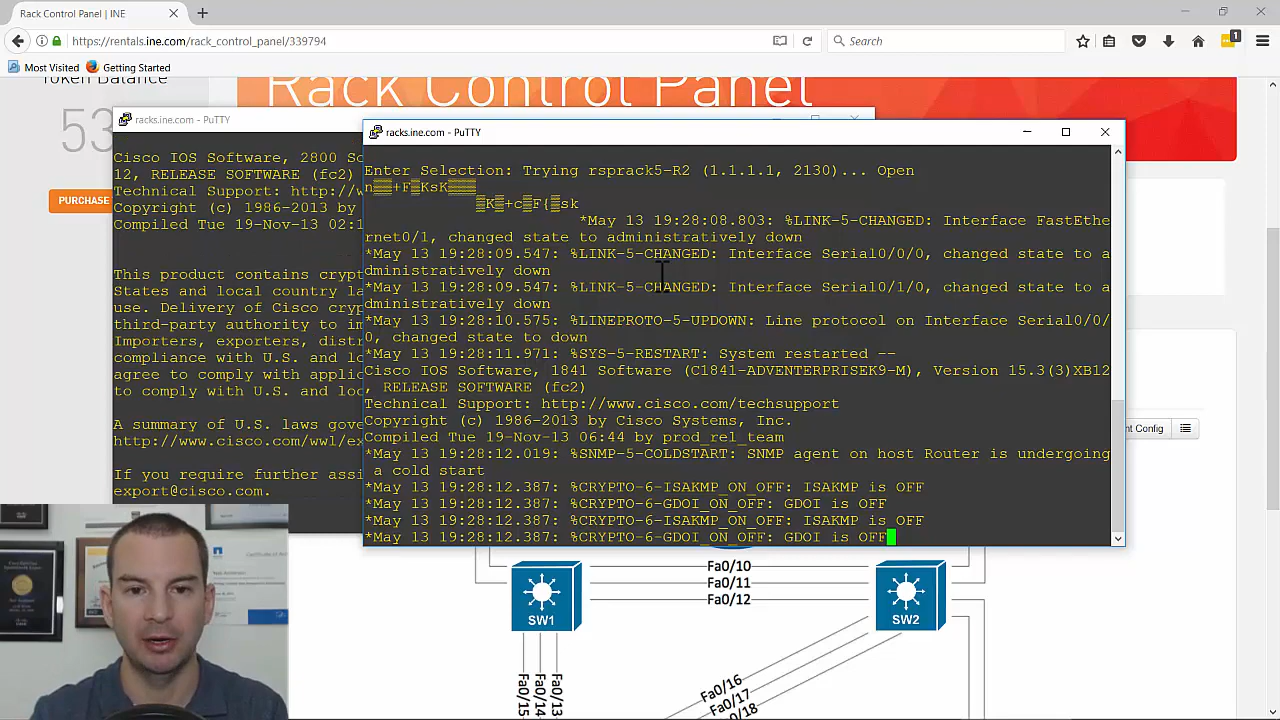 Rack Control Panel | INE
https://rentals.ine.com/rack_control_panel/339794
Search
1
Most Visited
Getting Started
Token Balance
53
PURCHASE
Rack Control Panel
racks.ine.com - PuTTY
Cisco IOS Software, 2800 So
12, RELEASE SOFTWARE (fc2)
Technical Support: http://w
Copyright (c) 1986-2013 by
Compiled Tue 19-Nov-13 02:1
This product contains crypt
States and local country la
use. Delivery of Cisco cryp
third-party authority to im
Importers, exporters, distr
compliance with U.S. and lo
agree to comply with applic
to comply with U.S. and loc
A summary of U.S. laws gove
http://www.cisco.com/wwl/ex
If you require further assi
export@cisco.com.
racks.ine.com - PuTTY
Enter Selection: Trying rsprack5-R2 (1.1.1.1, 2130)... Open
n▒▒+F▒KsK▒▒▒
▒K▒+c▒F{▒sk
*May 13 19:28:08.803: %LINK-5-CHANGED: Interface FastEthe
rnet0/1, changed state to administratively down
*May 13 19:28:09.547: %LINK-5-CHANGED: Interface Serial0/0/0, changed state to a
dministratively down
*May 13 19:28:09.547: %LINK-5-CHANGED: Interface Serial0/1/0, changed state to a
dministratively down
*May 13 19:28:10.575: %LINEPROTO-5-UPDOWN: Line protocol on Interface Serial0/0/
0, changed state to down
*May 13 19:28:11.971: %SYS-5-RESTART: System restarted --
Cisco IOS Software, 1841 Software (C1841-ADVENTERPRISEK9-M), Version 15.3(3)XB12
, RELEASE SOFTWARE (fc2)
Technical Support: http://www.cisco.com/techsupport
Copyright (c) 1986-2013 by Cisco Systems, Inc.
Compiled Tue 19-Nov-13 06:44 by prod_rel_team
*May 13 19:28:12.019: %SNMP-5-COLDSTART: SNMP agent on host Router is undergoing
a cold start
*May 13 19:28:12.387: %CRYPTO-6-ISAKMP_ON_OFF: ISAKMP is OFF
*May 13 19:28:12.387: %CRYPTO-6-GDOI_ON_OFF: GDOI is OFF
*May 13 19:28:12.387: %CRYPTO-6-ISAKMP_ON_OFF: ISAKMP is OFF
*May 13 19:28:12.387: %CRYPTO-6-GDOI_ON_OFF: GDOI is OFF
nt Config
Fa0/10
Fa0/11
Fa0/12
SW1
SW2
Fa0/13
Fa0/14
Fa0/15
Fa0/16
Fa0/17
0/18